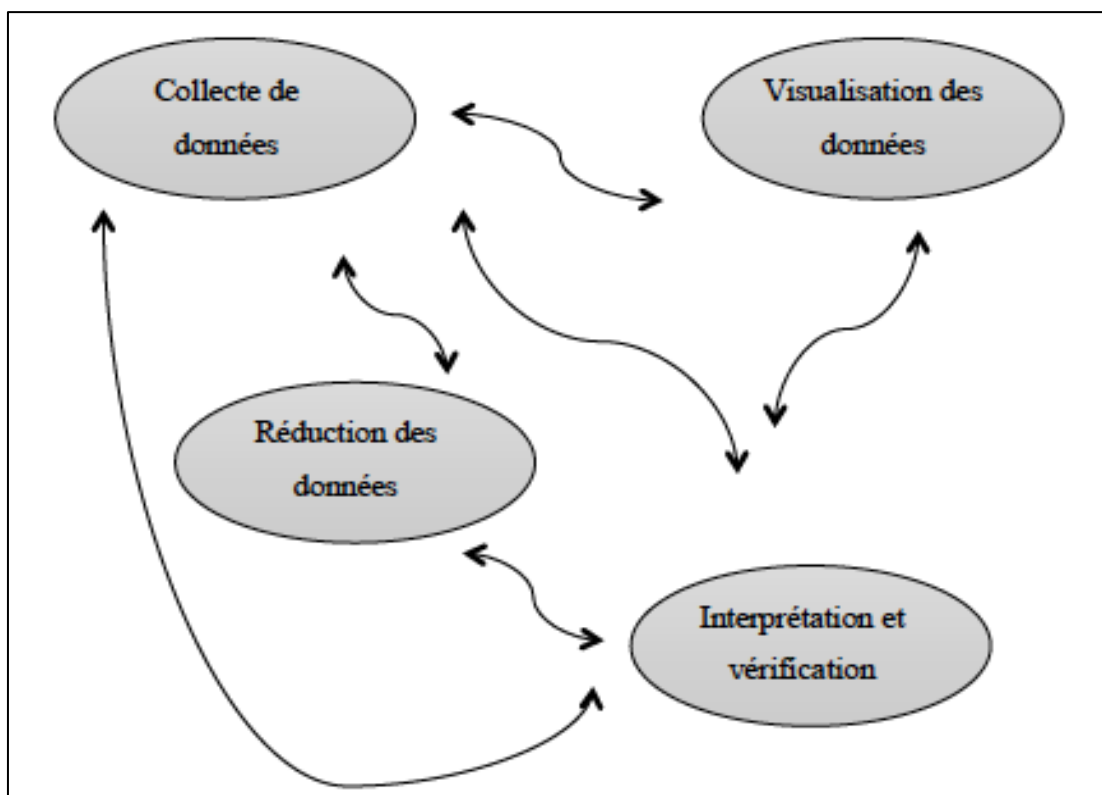 Collecte de
données
Visualisation des
données
Réduction des
données
Interprétation et
vérification